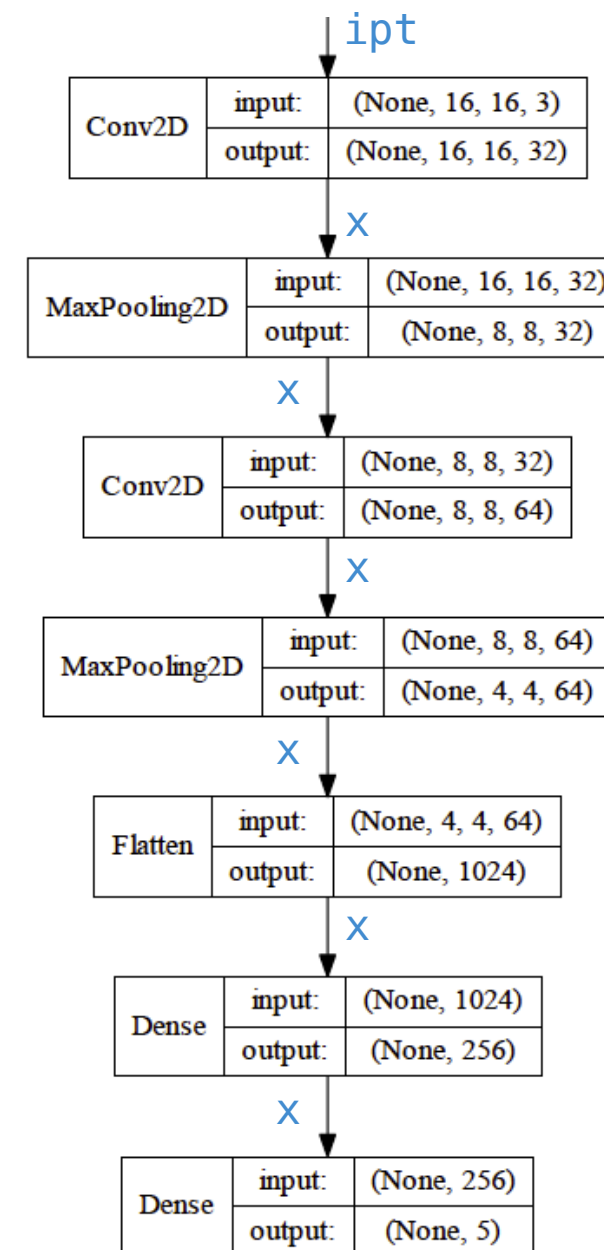 ipt
Conv2D
input: (None, 16, 16, 3)
output: (None, 16, 16, 32)
x
MaxPooling2D
input: (None, 16, 16, 32)
output: (None, 8, 8, 32)
x
Conv2D
input: (None, 8, 8, 32)
output: (None, 8, 8, 64)
x
MaxPooling2D
input: (None, 8, 8, 64)
output: (None, 4, 4, 64)
x
Flatten
input: (None, 4, 4, 64)
output: (None, 1024)
x
Dense
input: (None, 1024)
output: (None, 256)
x
Dense
input: (None, 256)
output: (None, 5)